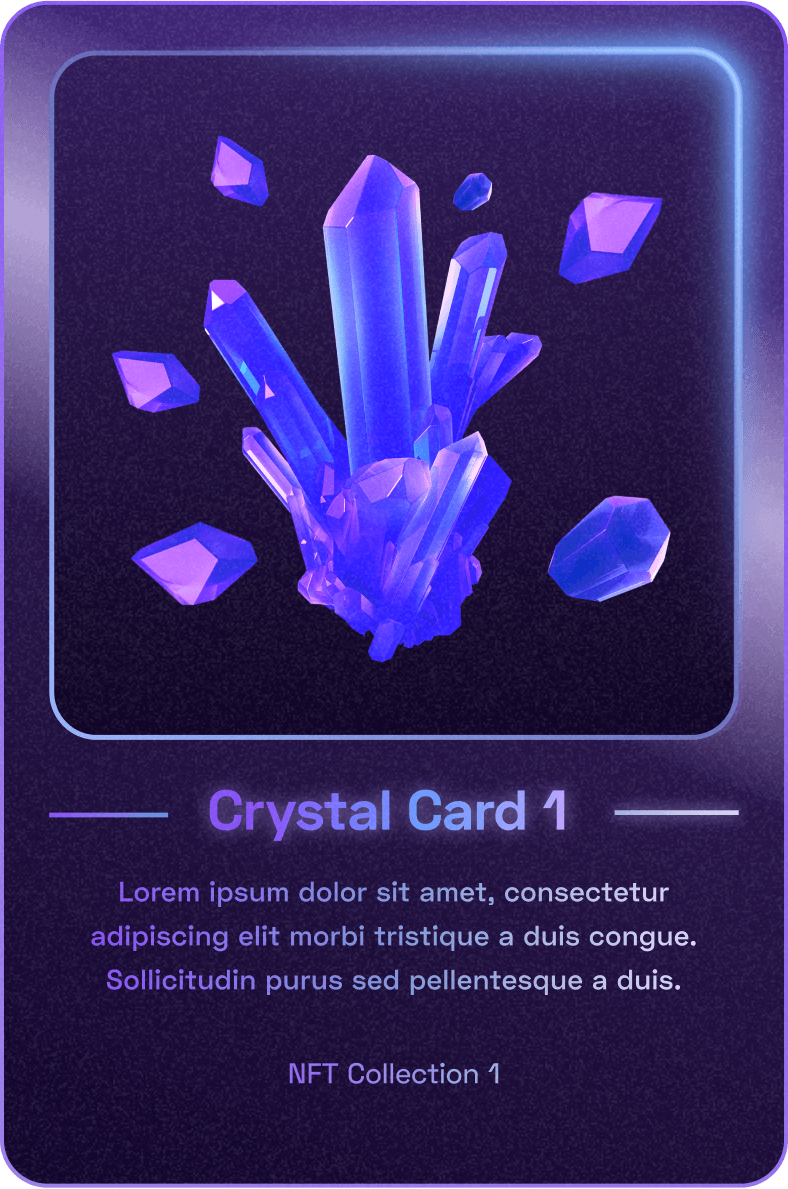 Crystal Card 1
Lorem ipsum dolor sit amet, consectetur
adipiscing elit morbi tristique a duis congue.
Sollicitudin purus sed pellentesque a duis.
NFT Collection 1